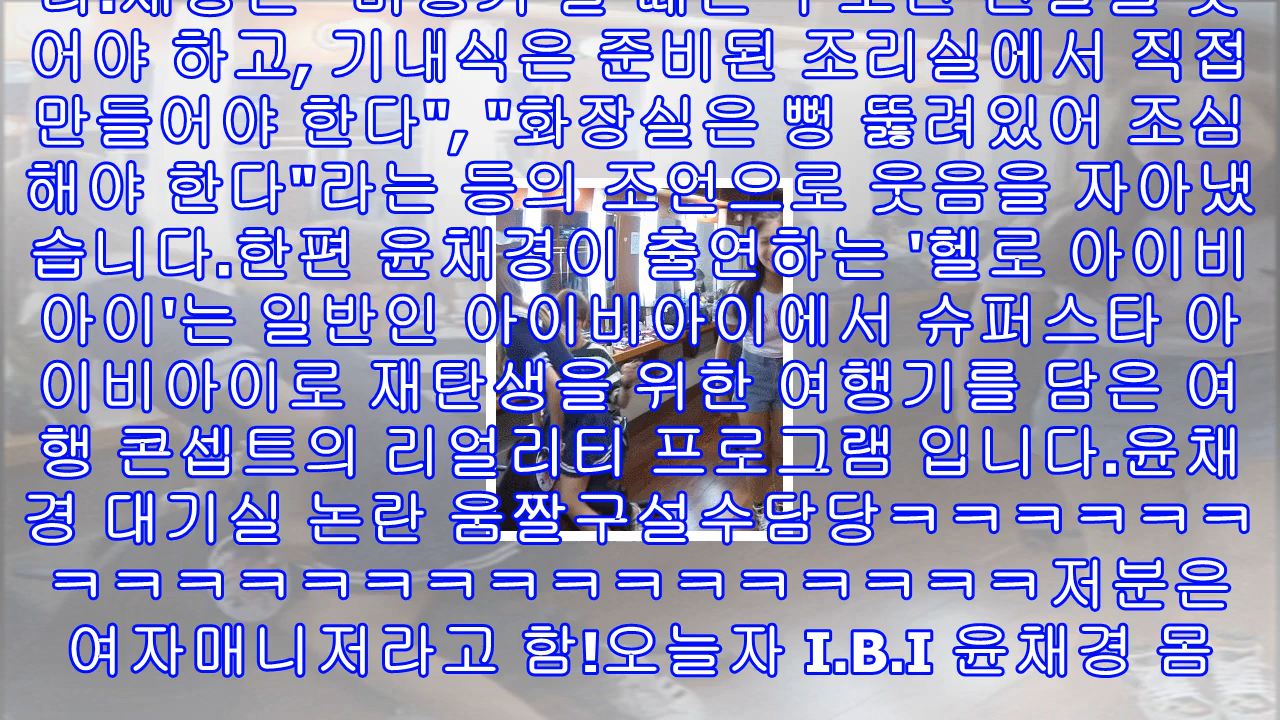 어야 하고, 기내식은 준비된 조리실에서 직접
만들어야 한다", "화장실은 뻥 뚫려있어 조심
해야 한다"라는 등의 조언으로 웃음을 자아냈
습니다.한편 윤채경이 출연하는 '헬로 아이비
아이'는 일반인 아이비아이에서 슈퍼스타 아
이비아이로 재탄생을 위한 여행기를 담은 여
행 콘셉트의 리얼리티 프로그램 입니다.윤채
경 대기실 논란 움짤구설수담당ㅋㅋㅋㅋㅋㅋ
ㅋㅋㅋㅋㅋㅋㅋㅋㅋㅋㅋㅋㅋㅋㅋㅋ저분은
여자매니저라고 함!오늘자 I.B.I 윤채경 몸